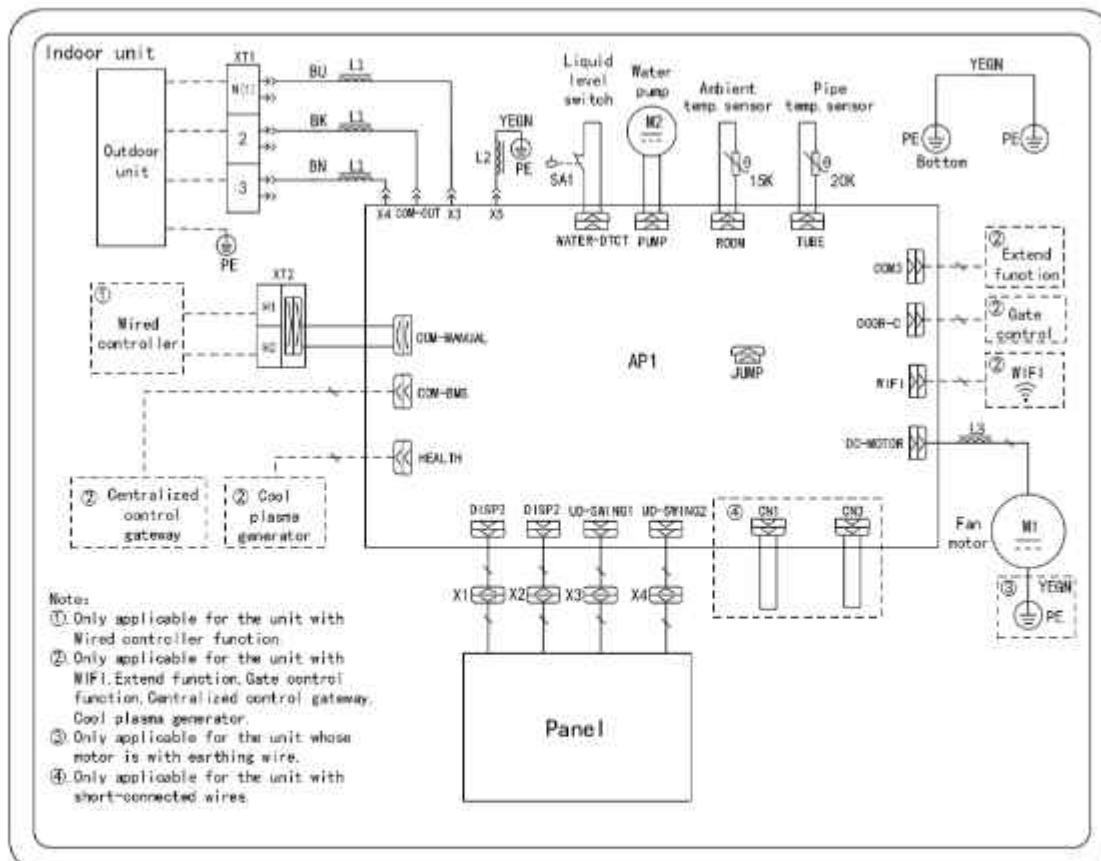 Indoor unit
XT1
Outdoor
unit
N(1)
2
3
BU
L1
BK
L1
BN
L1
PE
YEGN
L2
PE
Liquid
level
switch
SA1
Water
pump
M2
Ambient
temp. sensor
θ
15K
Pipe
temp. sensor
θ
20K
YEGN
PE
PE
Bottom
X4
COM-OUT
X3
X5
WATER-DTCT
PUMP
ROOM
TUBE
①
Wired
controller
XT2
H1
H2
COM-MANUAL
COM-BMS
HEALTH
AP1
JUMP
COM3
② Extend
function
DOOR-C
② Gate
control
WIFI
② WIFI
DC-MOTOR
L3
② Centralized
control
gateway
② Cool
plasma
generator
DISP2
UD-SWING1
UD-SWING2
④
CN1
Fan
motor
M1
③
YEGN
PE
X1
X2
X3
X4
Panel
Note:
①.Only applicable for the unit with
Wired controller function
②.Only applicable for the unit with
WIFI.Extend function.Gate control
function.Centralized control gateway.
Cool plasma generator.
③.Only applicable for the unit whose
motor is with earthing wire.
④.Only applicable for the unit with
short-connected wires